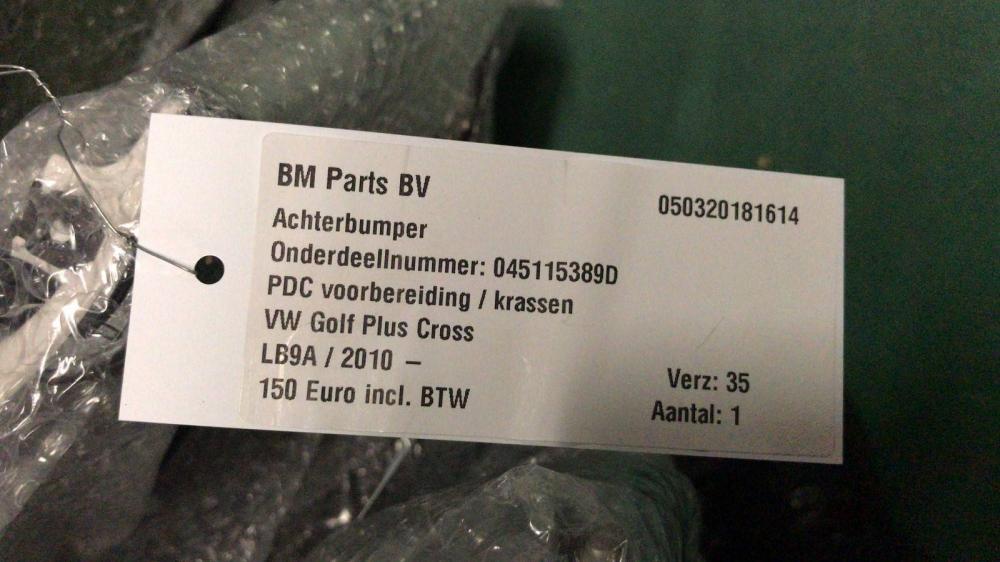 BM Parts BV
050320181614
Achterbumper
Onderdeellnummer: 045115389D
PDC voorbereiding / krassen
VW Golf Plus Cross
LB9A / 2010 –
150 Euro incl. BTW
Verz: 35
Aantal: 1